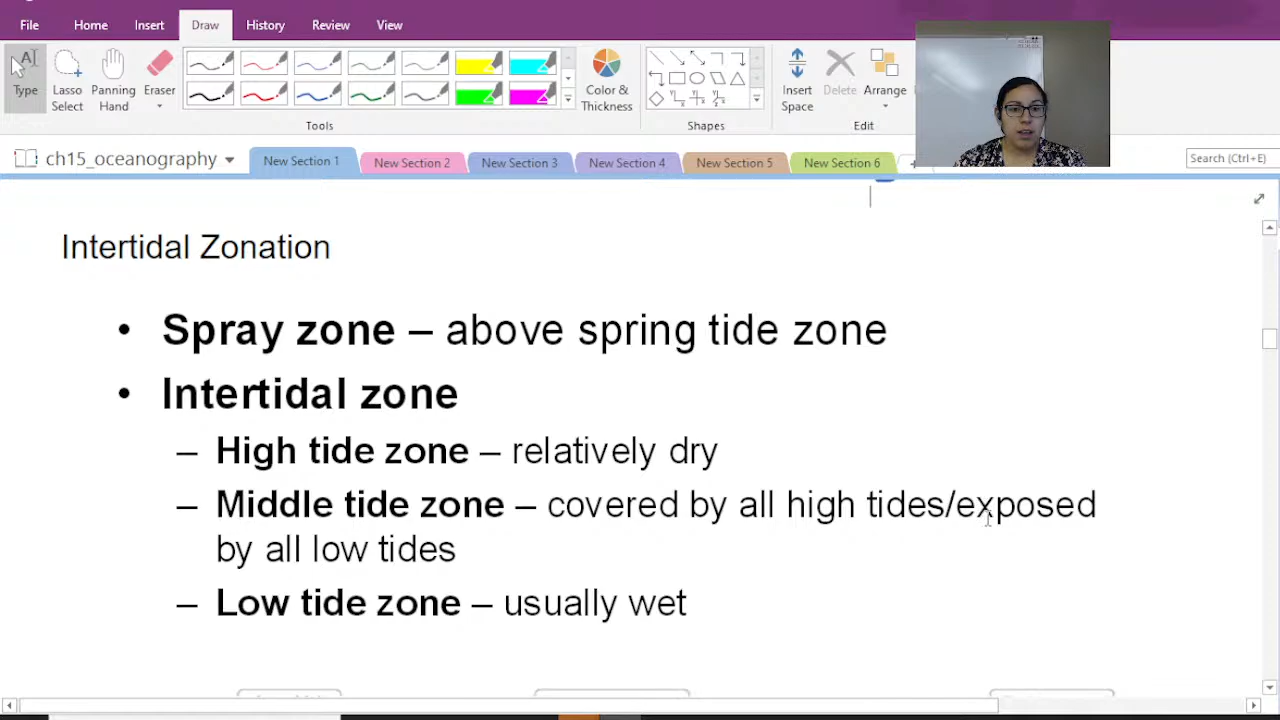 File Home Insert Draw History Review View
Type
Lasso Select
Panning Hand
Eraser
Color & Thickness
Insert Space
Delete
Arrange
Tools
Shapes
Edit
ch15_oceanography
New Section 1 New Section 2 New Section 3 New Section 4 New Section 5 New Section 6
Search (Ctrl+E)
Intertidal Zonation
• Spray zone – above spring tide zone
• Intertidal zone
– High tide zone – relatively dry
– Middle tide zone – covered by all high tides/exposed
by all low tides
– Low tide zone – usually wet